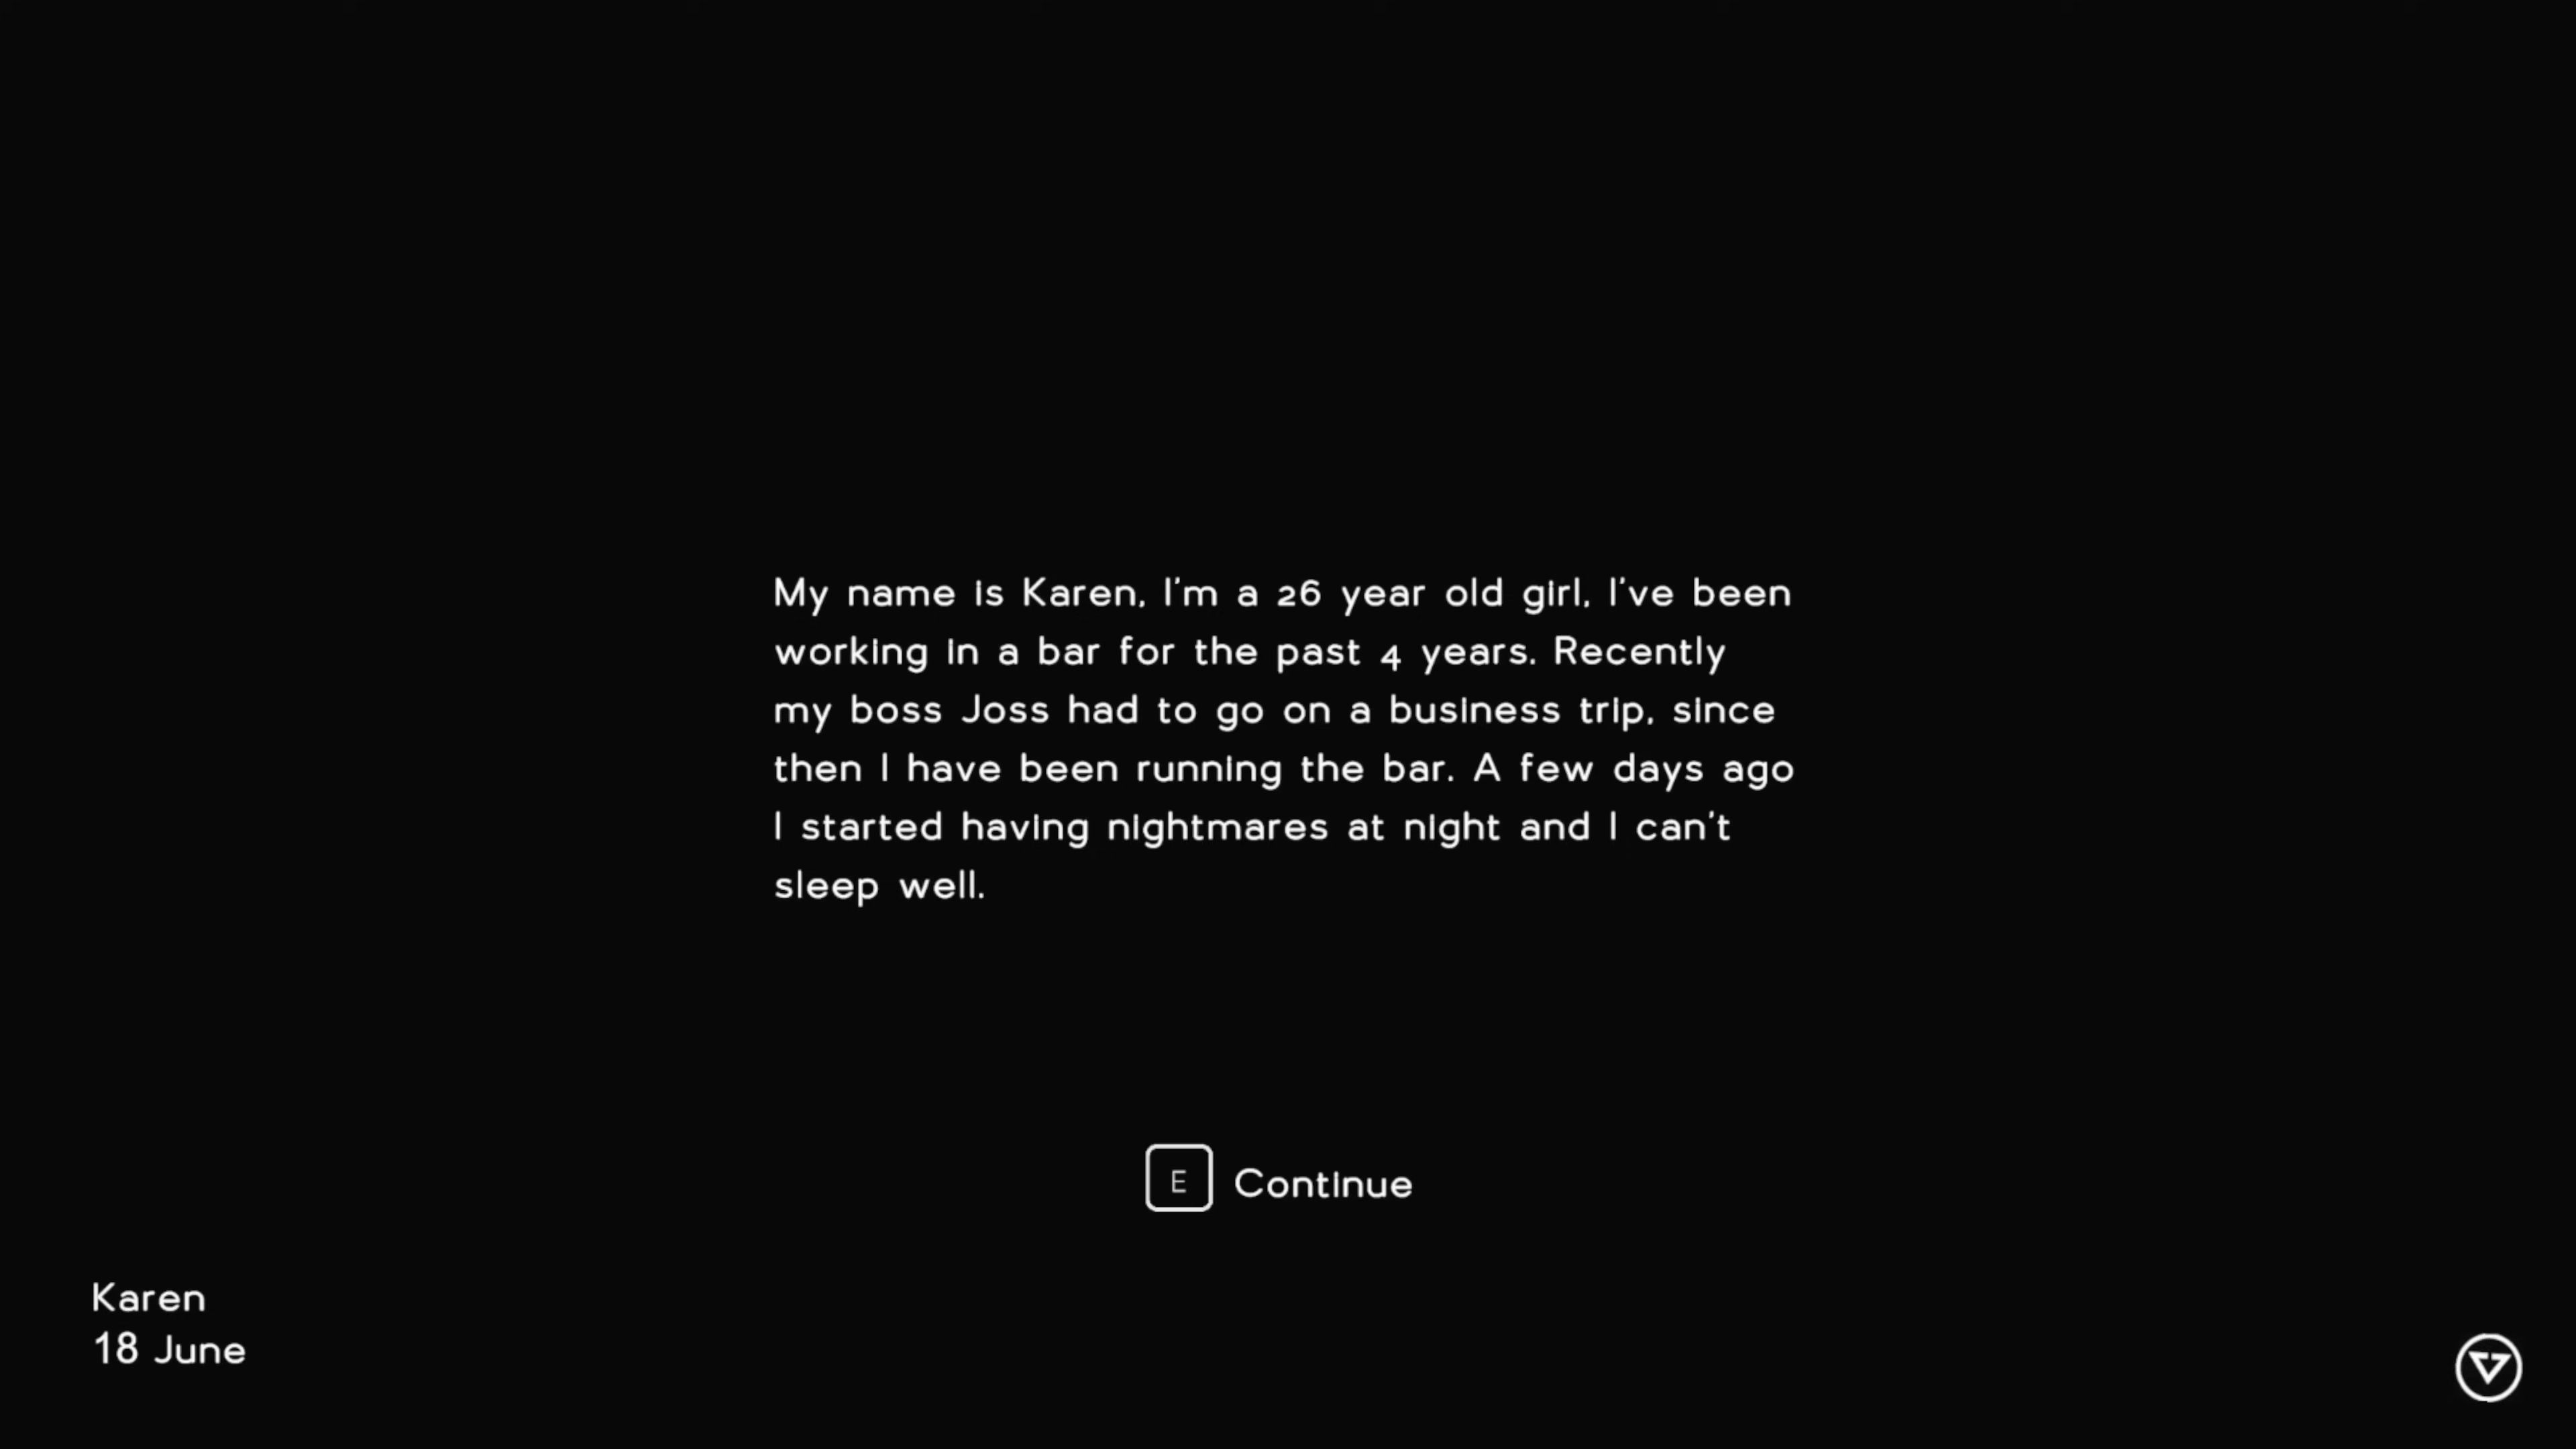 My name is Karen, I'm a 26 year old girl, I've been
working in a bar for the past 4 years. Recently
my boss Joss had to go on a business trip, since
then I have been running the bar. A few days ago
I started having nightmares at night and I can't
sleep well.
E Continue
Karen
18 June